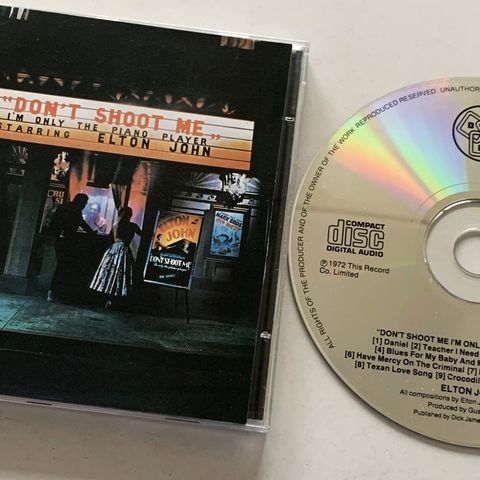 "DON'T SHOOT ME"
I'M ONLY THE PIANO PLAYER
STARRING ELTON JOHN
ELTON
JOHN
DON'T SHOOT ME
ALL RIGHTS OF THE PRODUCER AND OF THE OWNER OF THE WORK REPRODUCED RESERVED. UNAUTHOR
COMPACT
disc
DIGITAL AUDIO
℗ 1972 This Record
Co. Limited
"DON'T SHOOT ME I'M ONL
[1] Daniel [2] Teacher I Need
[4] Blues For My Baby And M
[6] Have Mercy On The Criminal [7]
[8] Texan Love Song [9] Crocodil
ELTON JO
All compositions by Elton J
Produced by Gus
Published by Dick Jame